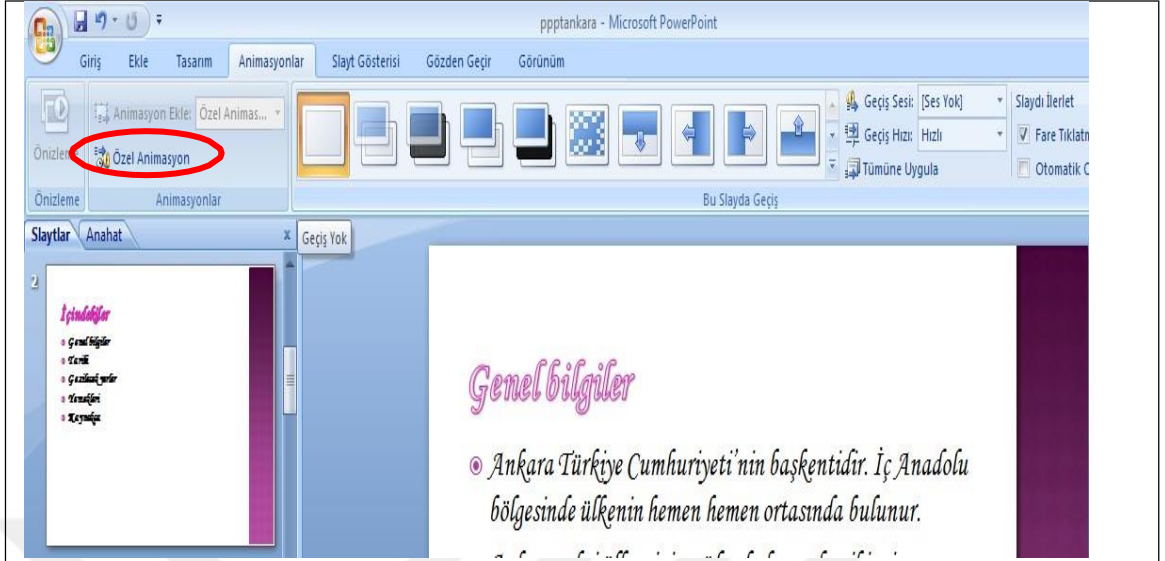 ppptankara - Microsoft PowerPoint
Giriş Ekle Tasarım Animasyonlar Slayt Gösterisi Gözden Geçir Görünüm
Animasyon Ekle: Özel Animas...
Önizleme
Özel Animasyon
Geçiş Sesi: [Ses Yok]
Geçiş Hızı: Hızlı
Tümüne Uygula
Slaydı İlerlet
Fare Tıklatm
Otomatik
Önizleme Animasyonlar Bu Slayda Geçiş
Slaytlar Anahat x
Geçiş Yok
2
İçindekiler
Genel bilgiler
Tarihi
Gezilecek yerler
Yemekleri
Kaynakça
Genel bilgiler
Ankara Türkiye Cumhuriyeti'nin başkentidir. İç Anadolu
bölgesinde ülkenin hemen hemen ortasında bulunur.